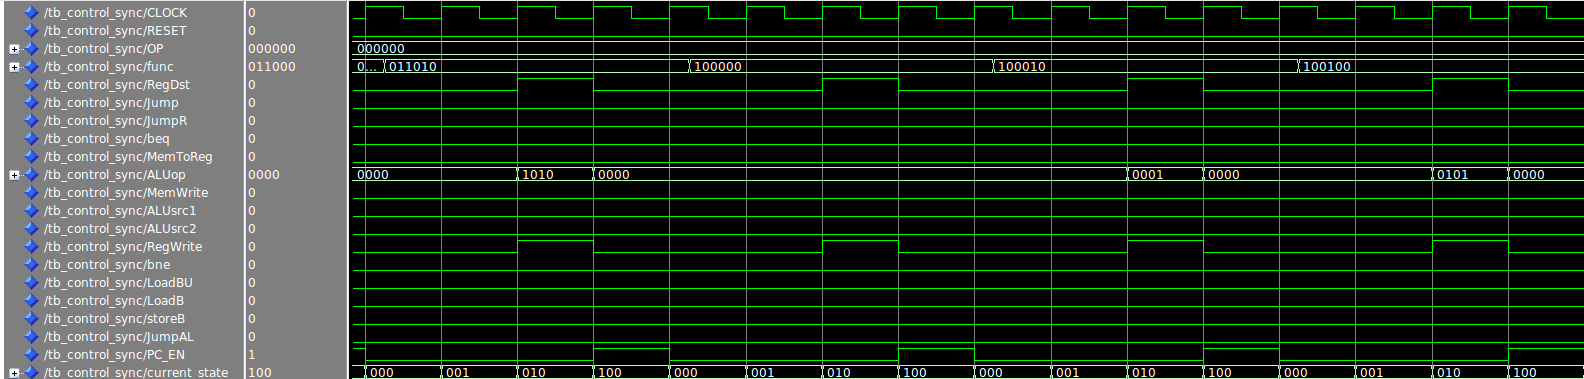 /tb_control_sync/CLOCK 0
/tb_control_sync/RESET 0
/tb_control_sync/OP 000000 000000
/tb_control_sync/func 011000 0... 011010 100000 100010 100100
/tb_control_sync/RegDst 0
/tb_control_sync/Jump 0
/tb_control_sync/JumpR 0
/tb_control_sync/beq 0
/tb_control_sync/MemToReg 0
/tb_control_sync/ALUop 0000 0000 1010 0000 0001 0000 0101 0000
/tb_control_sync/MemWrite 0
/tb_control_sync/ALUsrc1 0
/tb_control_sync/ALUsrc2 0
/tb_control_sync/RegWrite 0
/tb_control_sync/bne 0
/tb_control_sync/LoadBU 0
/tb_control_sync/LoadB 0
/tb_control_sync/storeB 0
/tb_control_sync/JumpAL 0
/tb_control_sync/PC_EN 1
/tb_control_sync/current_state 100 000 001 010 100 000 001 010 100 000 001 010 100 000 001 010 100